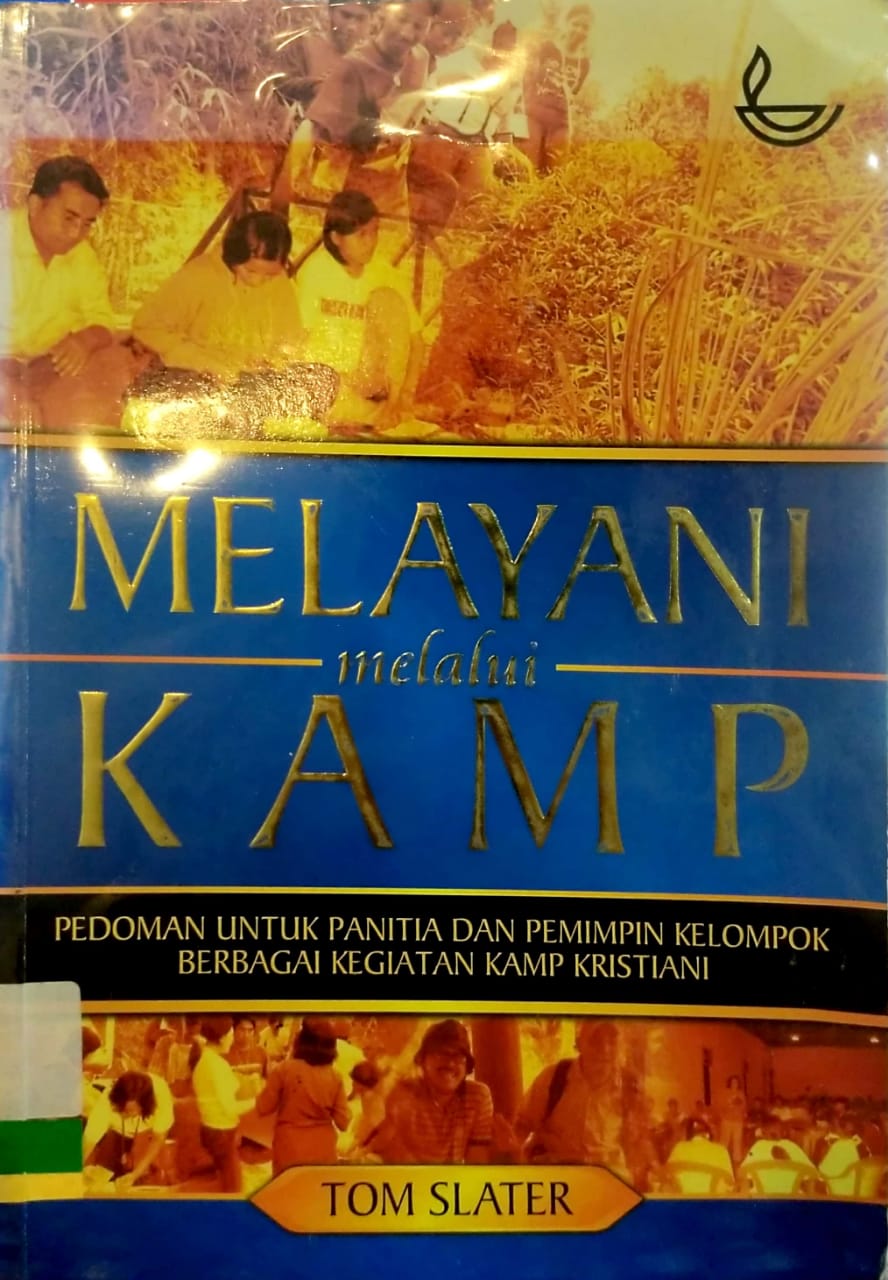 MELAYANI
melalui
KAMP
PEDOMAN UNTUK PANITIA DAN PEMIMPIN KELOMPOK
BERBAGAI KEGIATAN KAMP KRISTIANI
TOM SLATER